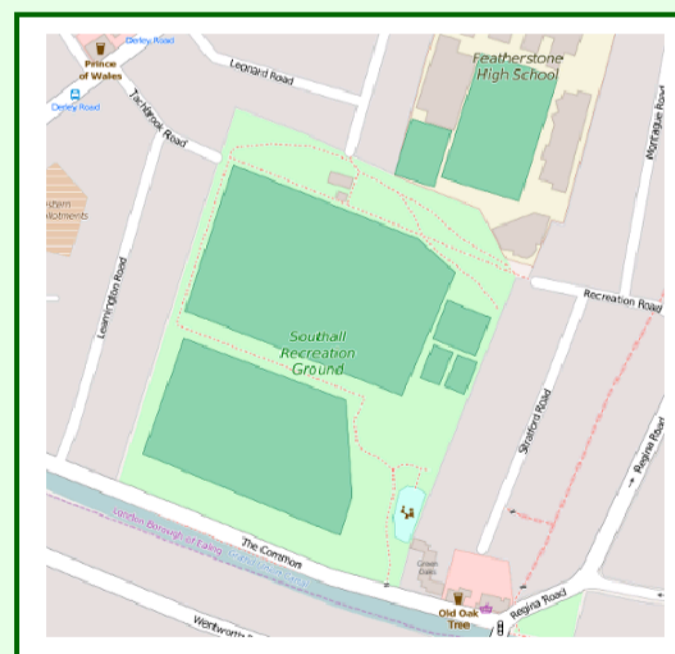 Derley Road
Prince
of Wales
Derley Road
Tachbrook Road
Leonard Road
Featherstone
High School
Montague Road
Leamington Road
Southall
Recreation
Ground
Recreation Road
Stratford Road
Regina Road
London Borough of Ealing
The Common
Green
Oaks
Old Oak
Tree
Regina Road